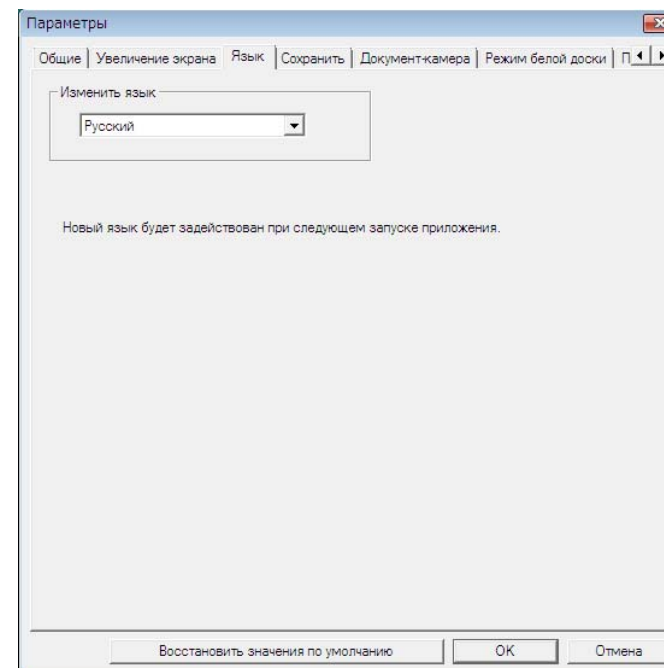 Параметры
Общие Увеличение экрана Язык Сохранить Документ-камера Режим белой доски П
Изменить язык
Русский
Новый язык будет задействован при следующем запуске приложения.
Восстановить значения по умолчанию OK Отмена